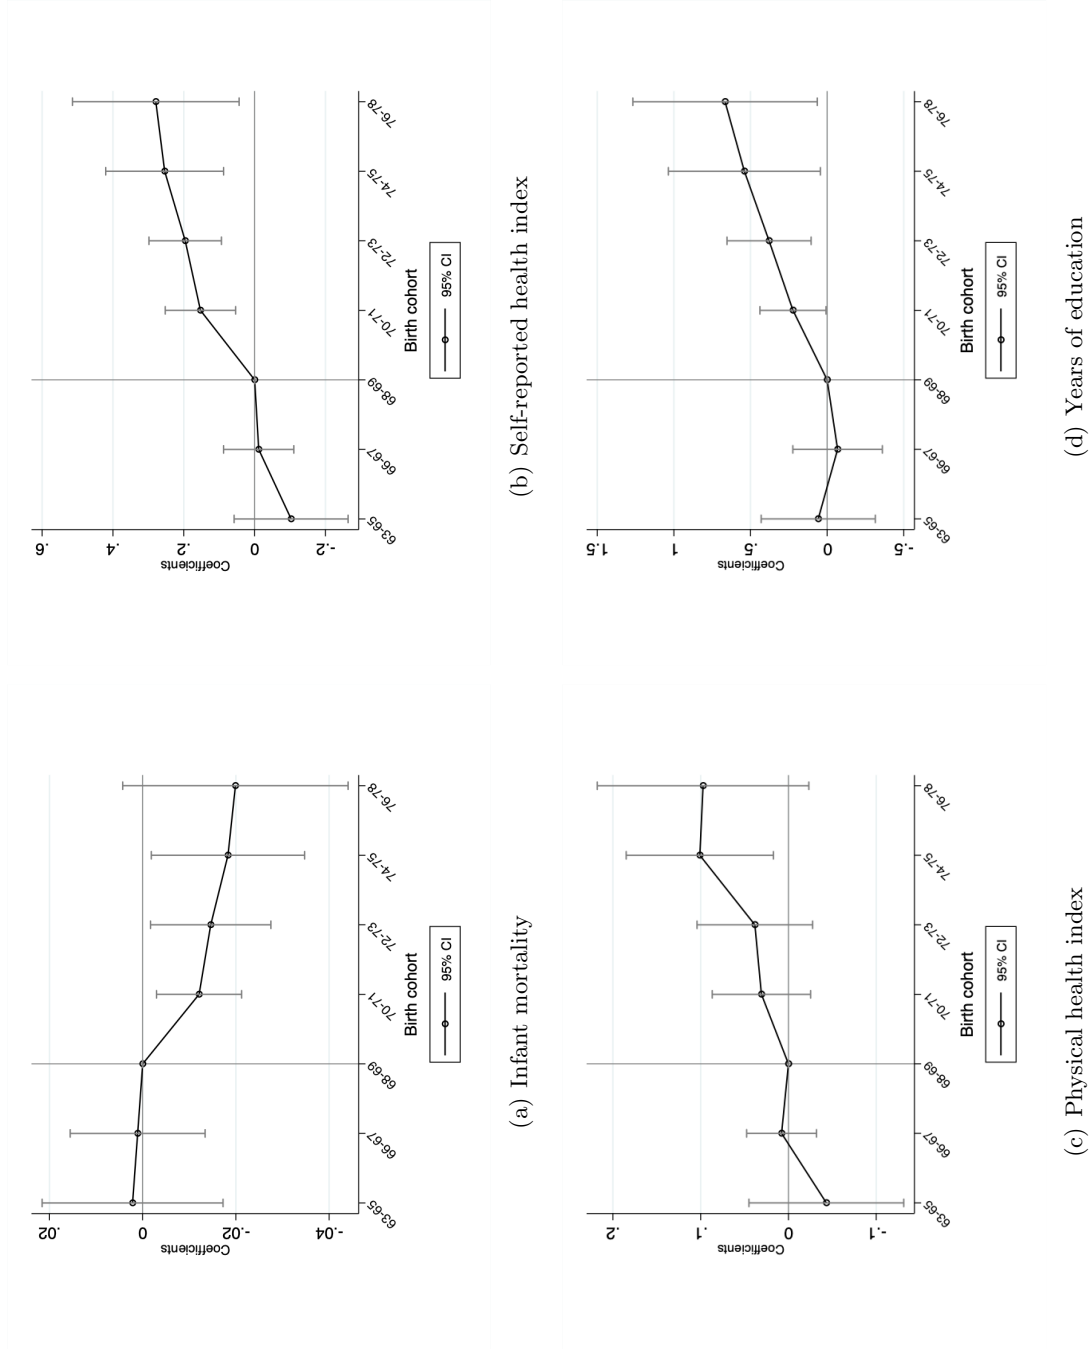 Coefficients
.02
0
-.02
-.04
63-65
66-67
68-69
70-71
72-73
74-75
76-78
Birth cohort
95% CI
(a) Infant mortality
Coefficients
.6
.4
.2
0
-.2
63-65
66-67
68-69
70-71
72-73
74-75
76-78
Birth cohort
95% CI
(b) Self-reported health index
Coefficients
.2
.1
0
-.1
63-65
66-67
68-69
70-71
72-73
74-75
76-78
Birth cohort
95% CI
(c) Physical health index
Coefficients
1.5
1
.5
0
-.5
63-65
66-67
68-69
70-71
72-73
74-75
76-78
Birth cohort
95% CI
(d) Years of education